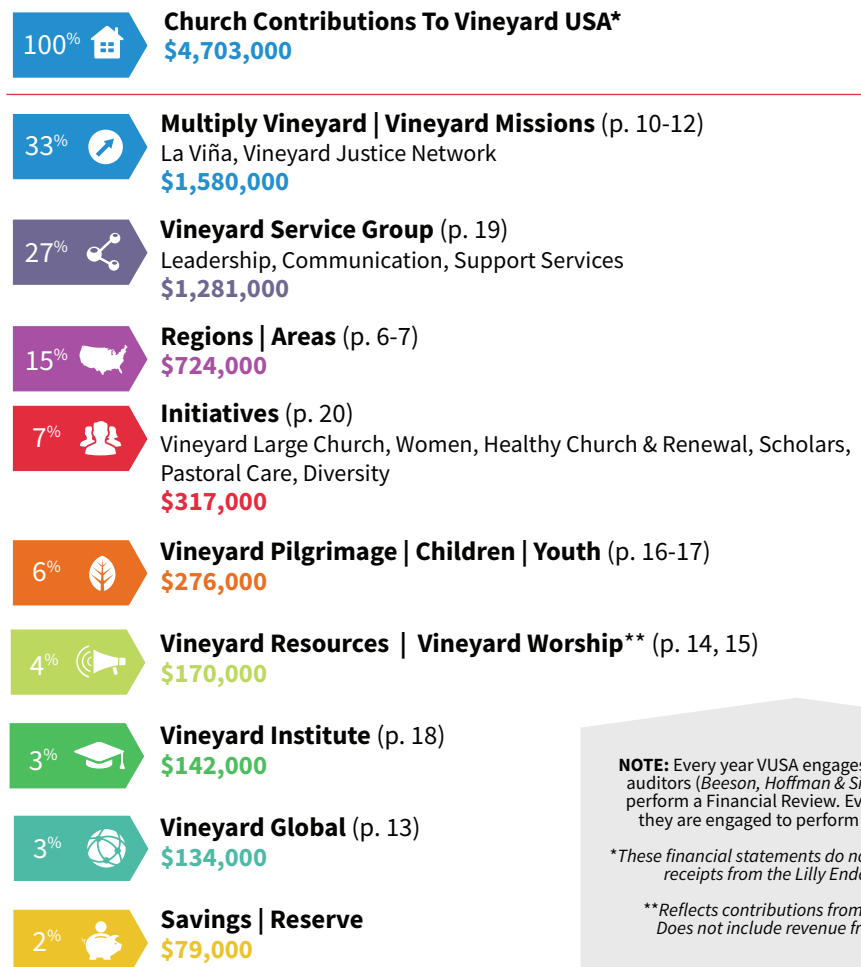 100%
Church Contributions To Vineyard USA*
$4,703,000
33%
Multiply Vineyard | Vineyard Missions (p. 10-12)
La Viña, Vineyard Justice Network
$1,580,000
27%
Vineyard Service Group (p. 19)
Leadership, Communication, Support Services
$1,281,000
15%
Regions | Areas (p. 6-7)
$724,000
7%
Initiatives (p. 20)
Vineyard Large Church, Women, Healthy Church & Renewal, Scholars,
Pastoral Care, Diversity
$317,000
6%
Vineyard Pilgrimage | Children | Youth (p. 16-17)
$276,000
4%
Vineyard Resources | Vineyard Worship** (p. 14, 15)
$170,000
3%
Vineyard Institute (p. 18)
$142,000
3%
Vineyard Global (p. 13)
$134,000
2%
Savings | Reserve
$79,000
NOTE: Every year VUSA engages
auditors (Beeson, Hoffman &
perform a Financial Review.
they are engaged to perform
*These financial statements do
receipts from the Lilly
**Reflects contributions from
Does not include revenue